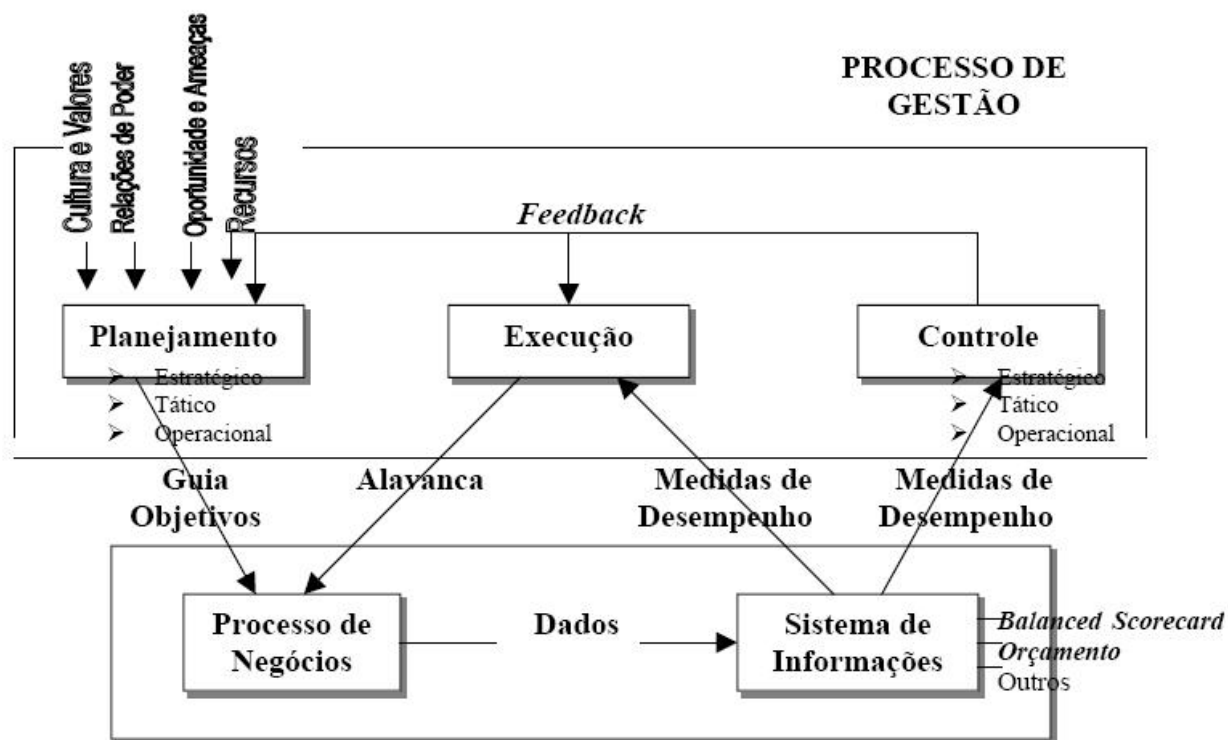 PROCESSO DE
GESTÃO
Cultura e Valores
Relações de Poder
Oportunidade e Ameaças
Recursos
Feedback
Planejamento
Estratégico
Tático
Operacional
Execução
Controle
Estratégico
Tático
Operacional
Guia
Objetivos
Alavanca
Medidas de
Desempenho
Medidas de
Desempenho
Processo de
Negócios
Dados
Sistema de
Informações
Balanced Scorecard
Orçamento
Outros